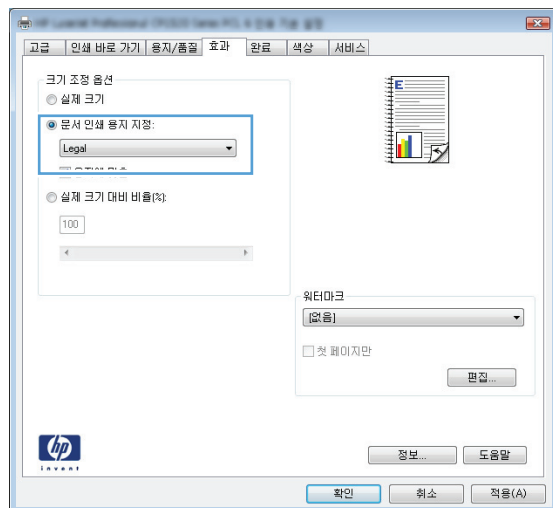 고급 인쇄 바로 가기 용지/품질 효과 완료 색상 서비스
크기 조정 옵션
실제 크기
문서 인쇄 용지 지정:
Legal
실제 크기 대비 비율(%):
100
E
워터마크
[없음]
첫 페이지만
편집...
hp
invent
정보... 도움말
확인 취소 적용(A)